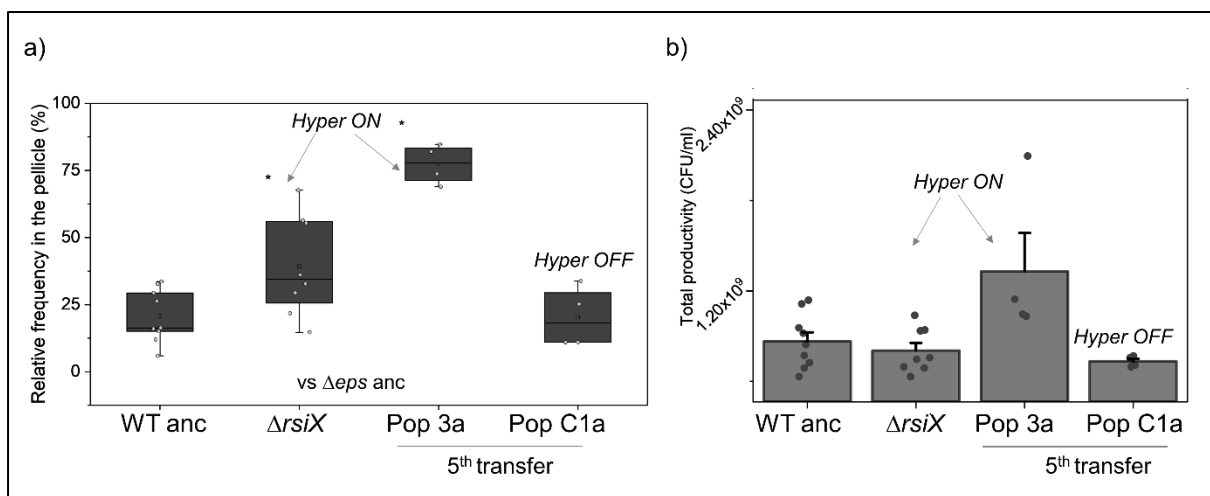 a)
Relative frequency in the pellicle (%)
100
75
50
25
0
*
Hyper ON
*
Hyper OFF
vs Δeps anc
WT anc
ΔrsiX
Pop 3a
Pop C1a
5th transfer
b)
Total productivity (CFU/ml)
2.40x10⁹
1.20x10⁹
Hyper ON
Hyper OFF
WT anc
ΔrsiX
Pop 3a
Pop C1a
5th transfer